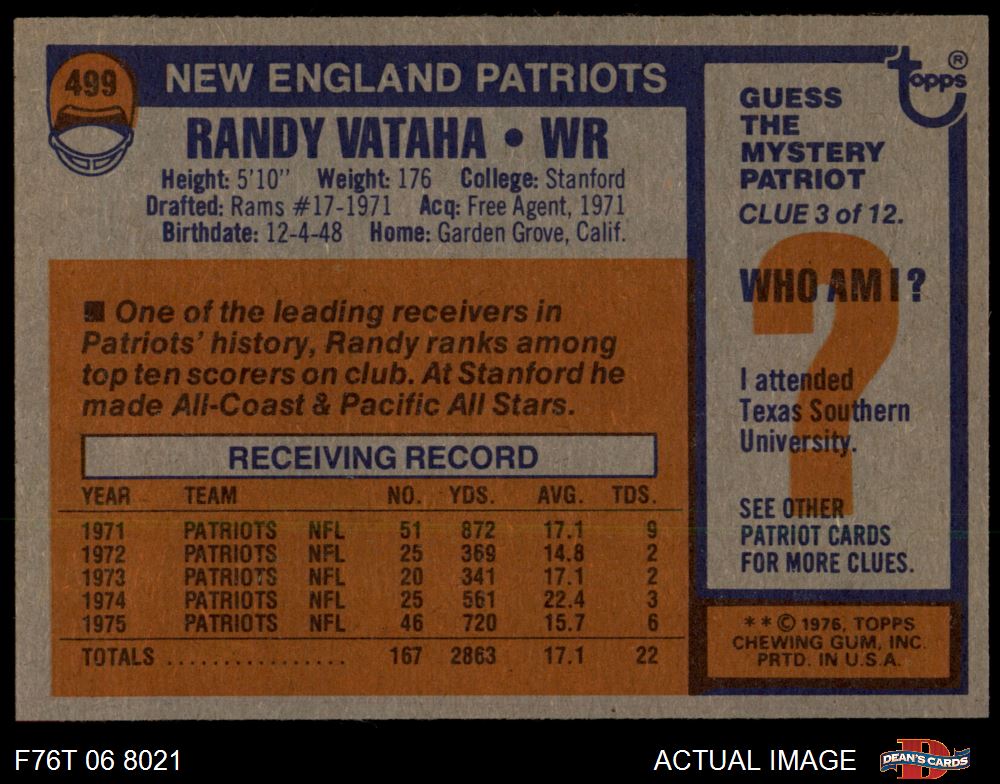 499
NEW ENGLAND PATRIOTS
RANDY VATAHA • WR
Height: 5'10" Weight: 176 College: Stanford
Drafted: Rams #17-1971 Acq: Free Agent, 1971
Birthdate: 12-4-48 Home: Garden Grove, Calif.
■ One of the leading receivers in
Patriots' history, Randy ranks among
top ten scorers on club. At Stanford he
made All-Coast & Pacific All Stars.
RECEIVING RECORD
YEAR TEAM NO. YDS. AVG. TDS.
1971 PATRIOTS NFL 51 872 17.1 9
1972 PATRIOTS NFL 25 369 14.8 2
1973 PATRIOTS NFL 20 341 17.1 2
1974 PATRIOTS NFL 25 561 22.4 3
1975 PATRIOTS NFL 46 720 15.7 6
TOTALS ................ 167 2863 17.1 22
topps ®
GUESS
THE
MYSTERY
PATRIOT
CLUE 3 of 12.
WHO AM I ?
?
I attended
Texas Southern
University.
SEE OTHER
PATRIOT CARDS
FOR MORE CLUES.
* * © 1976, TOPPS
CHEWING GUM, INC.
PRTD. IN U.S.A.
F76T 06 8021
ACTUAL IMAGE
D
DEAN'S CARDS